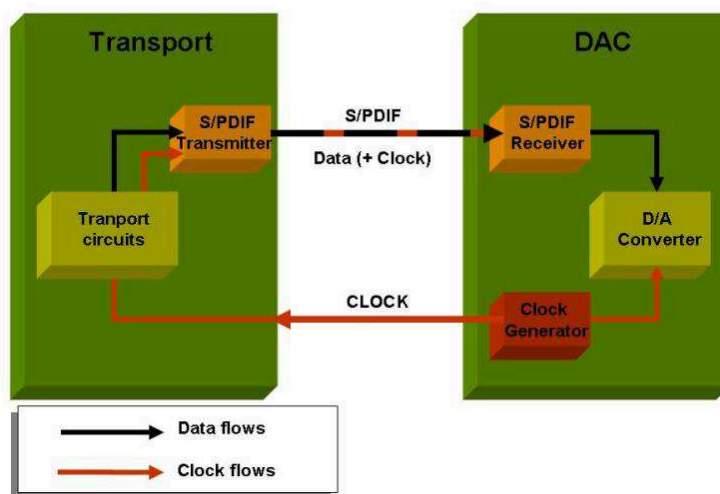 Transport
DAC
S/PDIF
Transmitter
S/PDIF
Data (+ Clock)
S/PDIF
Receiver
Tranport
circuits
D/A
Converter
CLOCK
Clock
Generator
Data flows
Clock flows